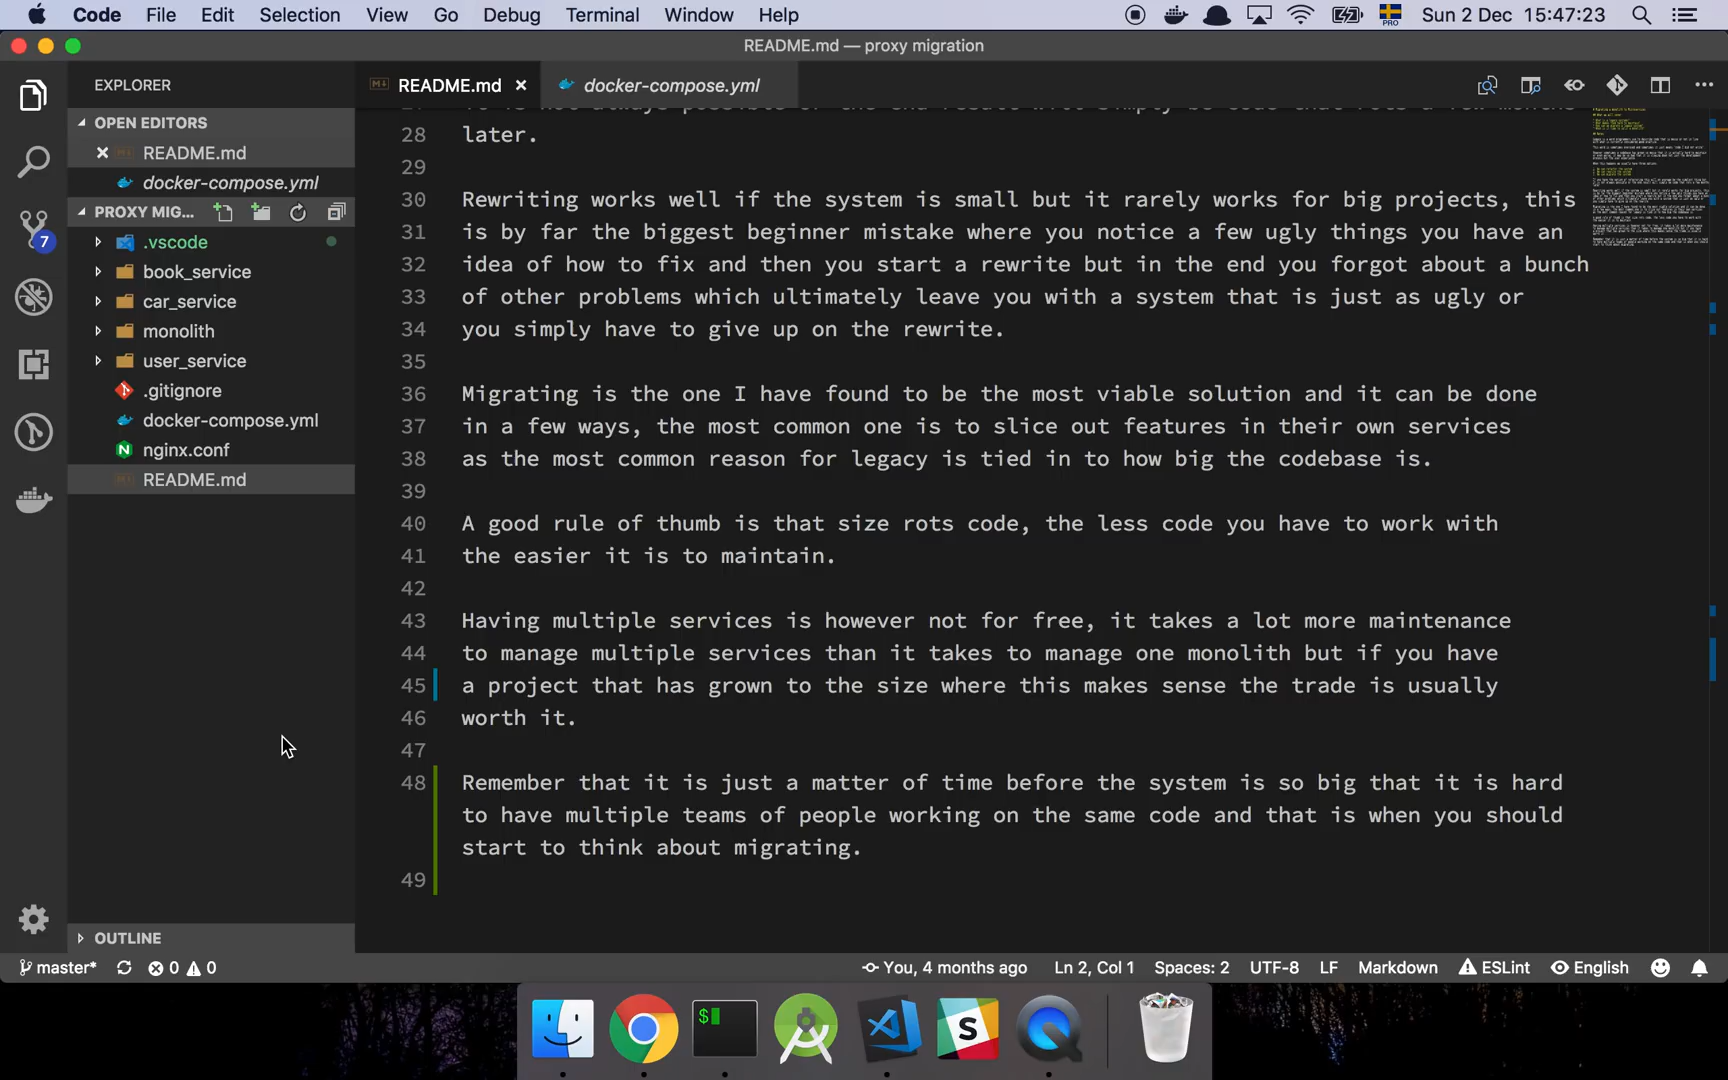 Code File Edit Selection View Go Debug Terminal Window Help PRO Sun 2 Dec 15:47:23
README.md — proxy migration
EXPLORER
README.md
docker-compose.yml
OPEN EDITORS
README.md
docker-compose.yml
PROXY MIG...
.vscode
book_service
car_service
monolith
user_service
.gitignore
docker-compose.yml
nginx.conf
README.md
OUTLINE
7
28 later.
29
30 Rewriting works well if the system is small but it rarely works for big projects, this
31 is by far the biggest beginner mistake where you notice a few ugly things you have an
32 idea of how to fix and then you start a rewrite but in the end you forgot about a bunch
33 of other problems which ultimately leave you with a system that is just as ugly or
34 you simply have to give up on the rewrite.
35
36 Migrating is the one I have found to be the most viable solution and it can be done
37 in a few ways, the most common one is to slice out features in their own services
38 as the most common reason for legacy is tied in to how big the codebase is.
39
40 A good rule of thumb is that size rots code, the less code you have to work with
41 the easier it is to maintain.
42
43 Having multiple services is however not for free, it takes a lot more maintenance
44 to manage multiple services than it takes to manage one monolith but if you have
45 a project that has grown to the size where this makes sense the trade is usually
46 worth it.
47
48 Remember that it is just a matter of time before the system is so big that it is hard
to have multiple teams of people working on the same code and that is when you should
start to think about migrating.
49
master* 0 0 You, 4 months ago Ln 2, Col 1 Spaces: 2 UTF-8 LF Markdown ESLint English
$
S